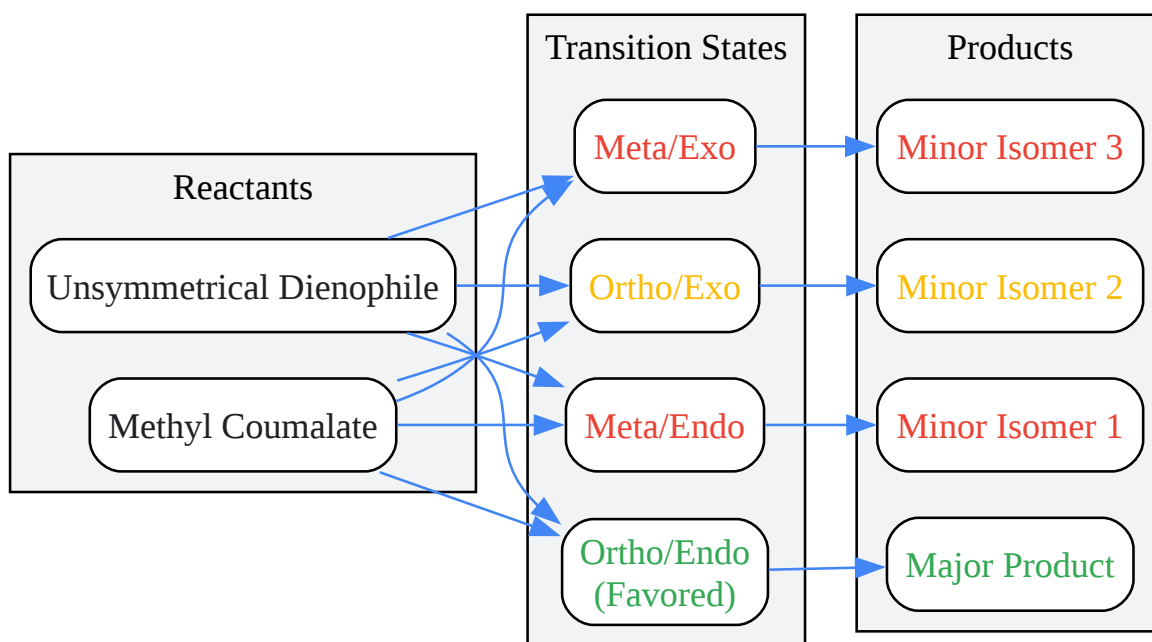 Reactants
Unsymmetrical Dienophile
Methyl Coumalate
Transition States
Meta/Exo
Ortho/Exo
Meta/Endo
Ortho/Endo
(Favored)
Products
Minor Isomer 3
Minor Isomer 2
Minor Isomer 1
Major Product